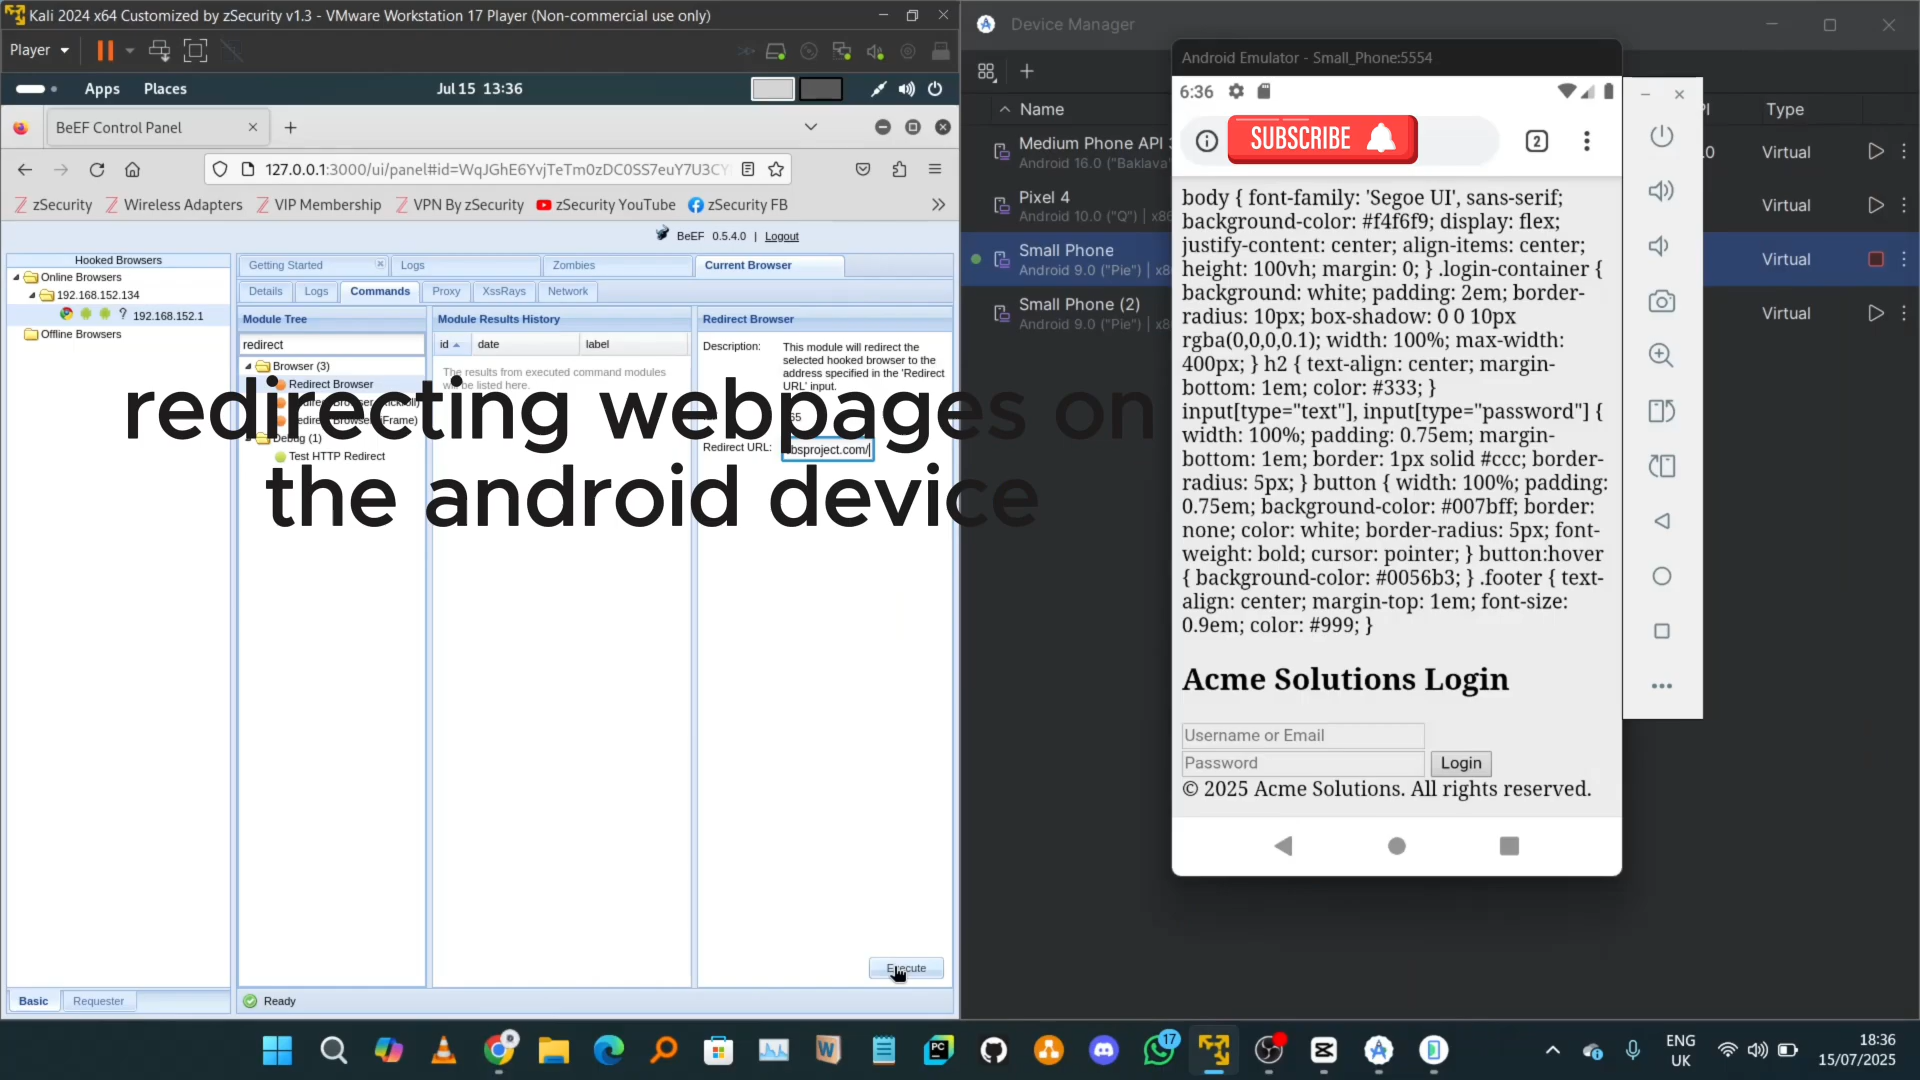 Kali 2024 x64 Customized by zSecurity v1.3 - VMware Workstation 17 Player (Non-commercial use only)
Player
Apps
Places
Jul 15 13:36
BeEF Control Panel
127.0.0.1:3000/ui/panel#id=WqJGhE6YvjTeTm0zDC0SS7euY7U3CY
zSecurity
Wireless Adapters
VIP Membership
VPN By zSecurity
zSecurity YouTube
zSecurity FB
BeEF 0.5.4.0 | Logout
Hooked Browsers
Online Browsers
192.168.152.134
? 192.168.152.1
Offline Browsers
Getting Started
Logs
Zombies
Current Browser
Details
Logs
Commands
Proxy
XssRays
Network
Module Tree
redirect
Browser (3)
Redirect Browser
Debug (1)
Test HTTP Redirect
Module Results History
id
date
label
The results from executed command modules
will be listed here.
Redirect Browser
Description:
This module will redirect the
selected hooked browser to the
address specified in the 'Redirect
URL' input.
65
Redirect URL:
bsproject.com/
Execute
Basic
Requester
Ready
redirecting webpages on
the android device
Device Manager
Name
Type
Medium Phone API 3
Android 16.0 ("Baklava
.0
Virtual
Pixel 4
Android 10.0 ("Q") | x86
Virtual
Small Phone
Android 9.0 ("Pie") | x8
Virtual
Small Phone (2)
Android 9.0 ("Pie") | x8
Virtual
Android Emulator - Small_Phone:5554
6:36
SUBSCRIBE
2
body { font-family: 'Segoe UI', sans-serif;
background-color: #f4f6f9; display: flex;
justify-content: center; align-items: center;
height: 100vh; margin: 0; } .login-container {
background: white; padding: 2em; border-
radius: 10px; box-shadow: 0 0 10px
rgba(0,0,0,0.1); width: 100%; max-width:
400px; } h2 { text-align: center; margin-
bottom: 1em; color: #333; }
input[type="text"], input[type="password"] {
width: 100%; padding: 0.75em; margin-
bottom: 1em; border: 1px solid #ccc; border-
radius: 5px; } button { width: 100%; padding:
0.75em; background-color: #007bff; border:
none; color: white; border-radius: 5px; font-
weight: bold; cursor: pointer; } button:hover
{ background-color: #0056b3; } .footer { text-
align: center; margin-top: 1em; font-size:
0.9em; color: #999; }
Acme Solutions Login
Username or Email
Password
Login
© 2025 Acme Solutions. All rights reserved.
17
PC
ENG
UK
18:36
15/07/2025